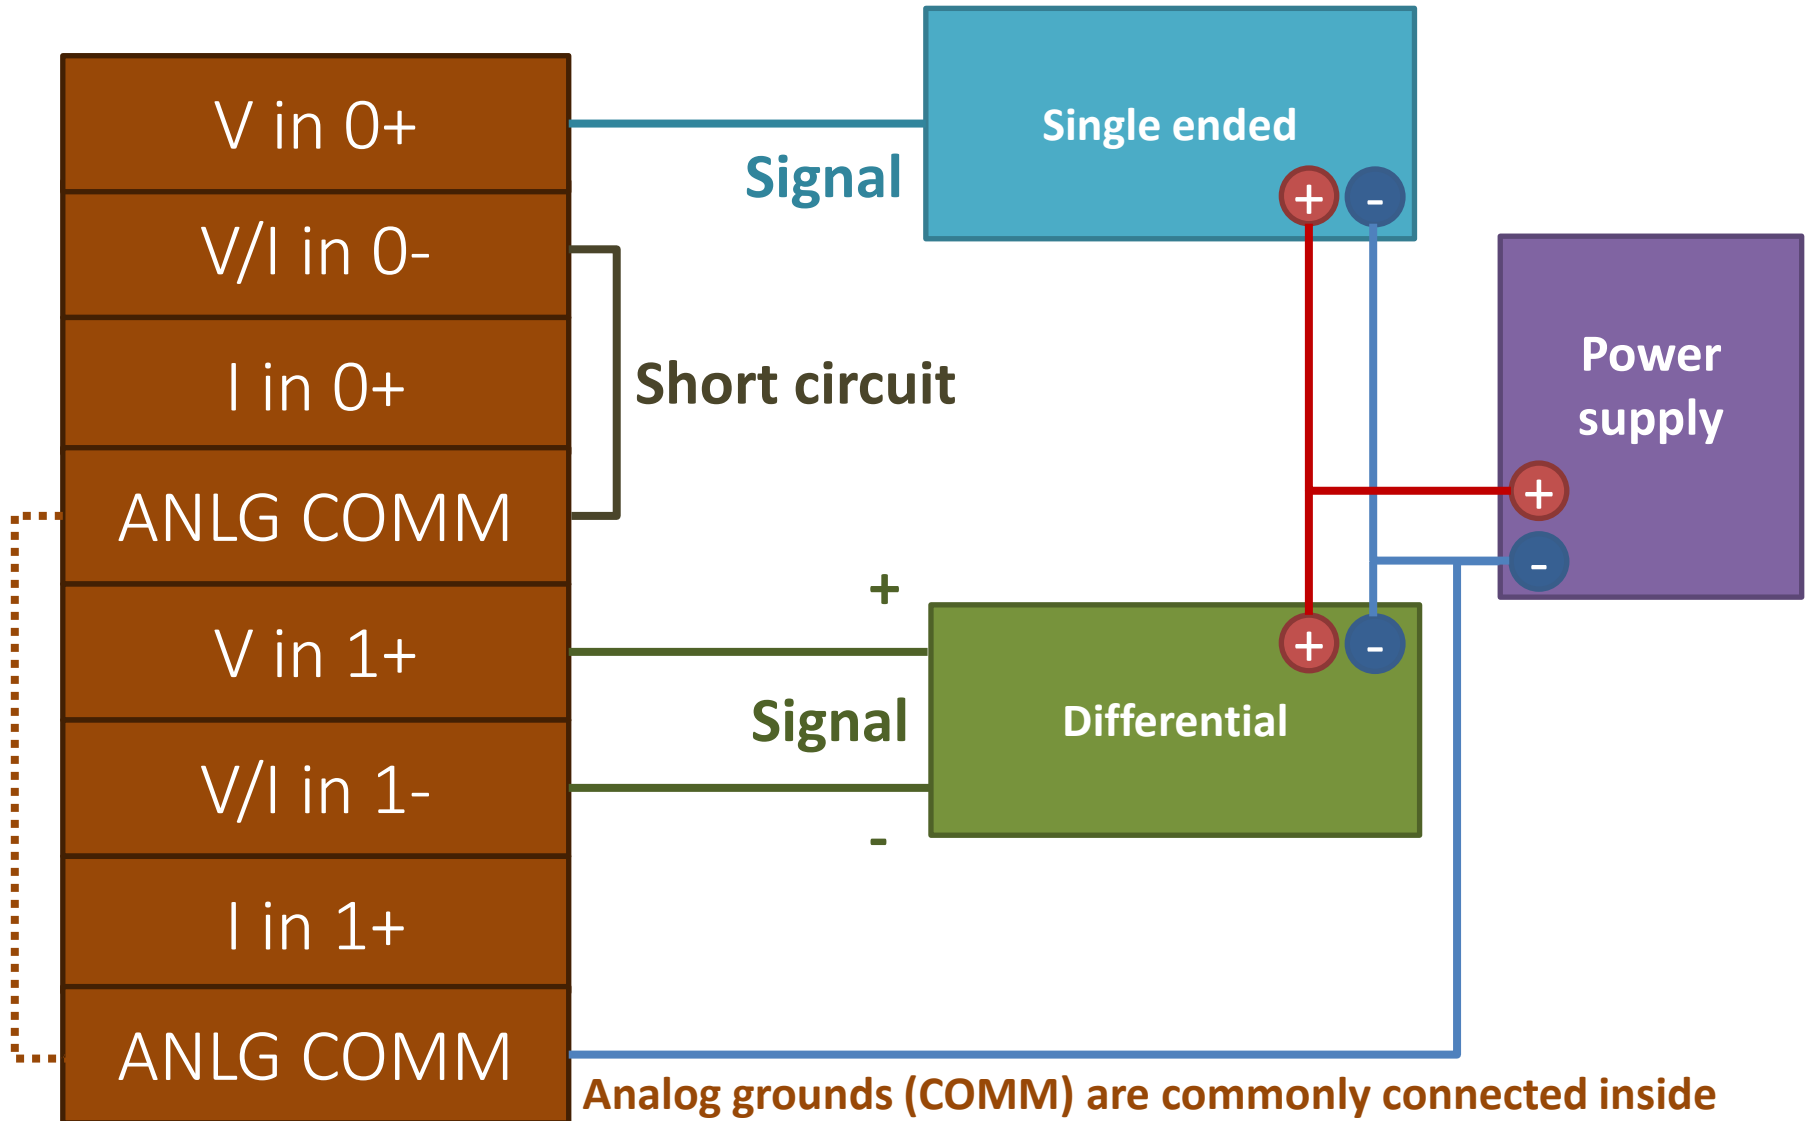 V in 0+
V/I in 0-
I in 0+
ANLG COMM
V in 1+
V/I in 1-
I in 1+
ANLG COMM
Signal
Single ended
+ -
Short circuit
Power
supply
+
-
+
Signal
-
Differential
+ -
Analog grounds (COMM) are commonly connected inside